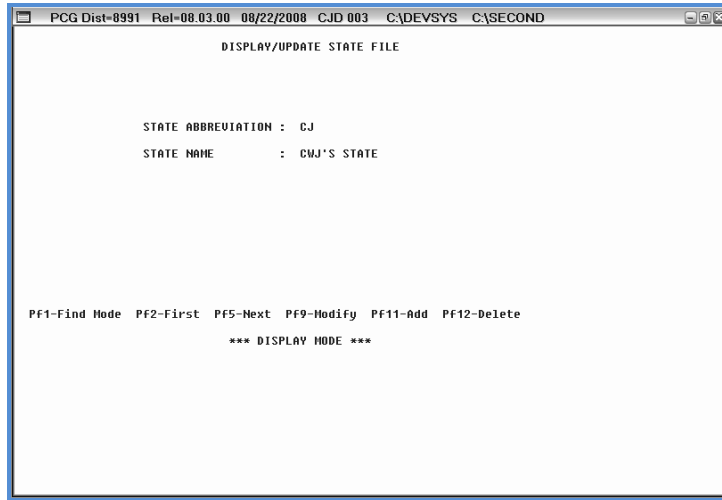 PCG Dist=8991 Rel=08.03.00 08/22/2008 CJD 003 C:\DEVSYS C:\SECOND
DISPLAY/UPDATE STATE FILE
STATE ABBREVIATION : CJ
STATE NAME : CWJ'S STATE
Pf1-Find Mode Pf2-First Pf5-Next Pf9-Modify Pf11-Add Pf12-Delete
*** DISPLAY MODE ***